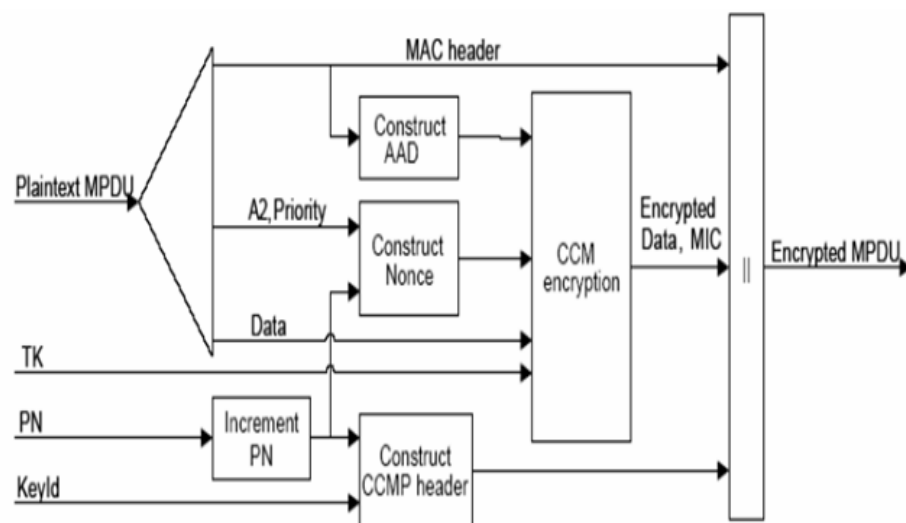 MAC header
Construct
AAD
Plaintext MPDU
A2,Priority
Construct
Nonce
CCM
encryption
Encrypted
Data, MIC
||
Encrypted MPDU
Data
TK
PN
Increment
PN
Construct
CCMP header
KeyId